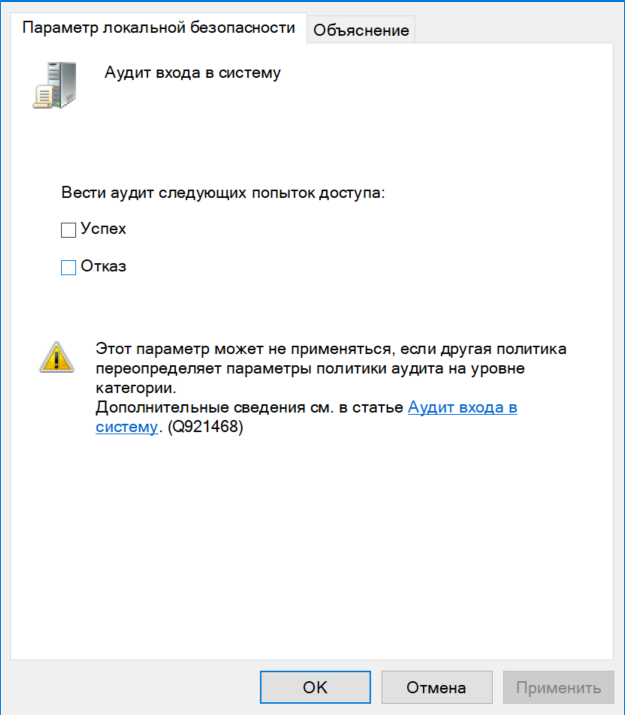 Параметр локальной безопасности
Объяснение
Аудит входа в систему
Вести аудит следующих попыток доступа:
Успех
Отказ
Этот параметр может не применяться, если другая политика
переопределяет параметры политики аудита на уровне
категории.
Дополнительные сведения см. в статье Аудит входа в
систему. (Q921468)
ОК
Отмена
Применить